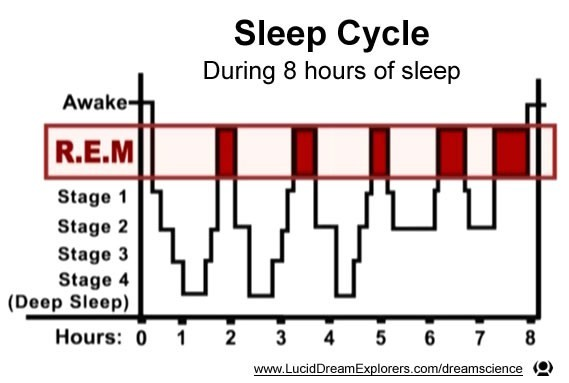 Sleep Cycle
During 8 hours of sleep
Awake
R.E.M
Stage 1
Stage 2
Stage 3
Stage 4
(Deep Sleep)
Hours: 0 1 2 3 4 5 6 7 8
www.LucidDreamExplorers.com/dreamscience